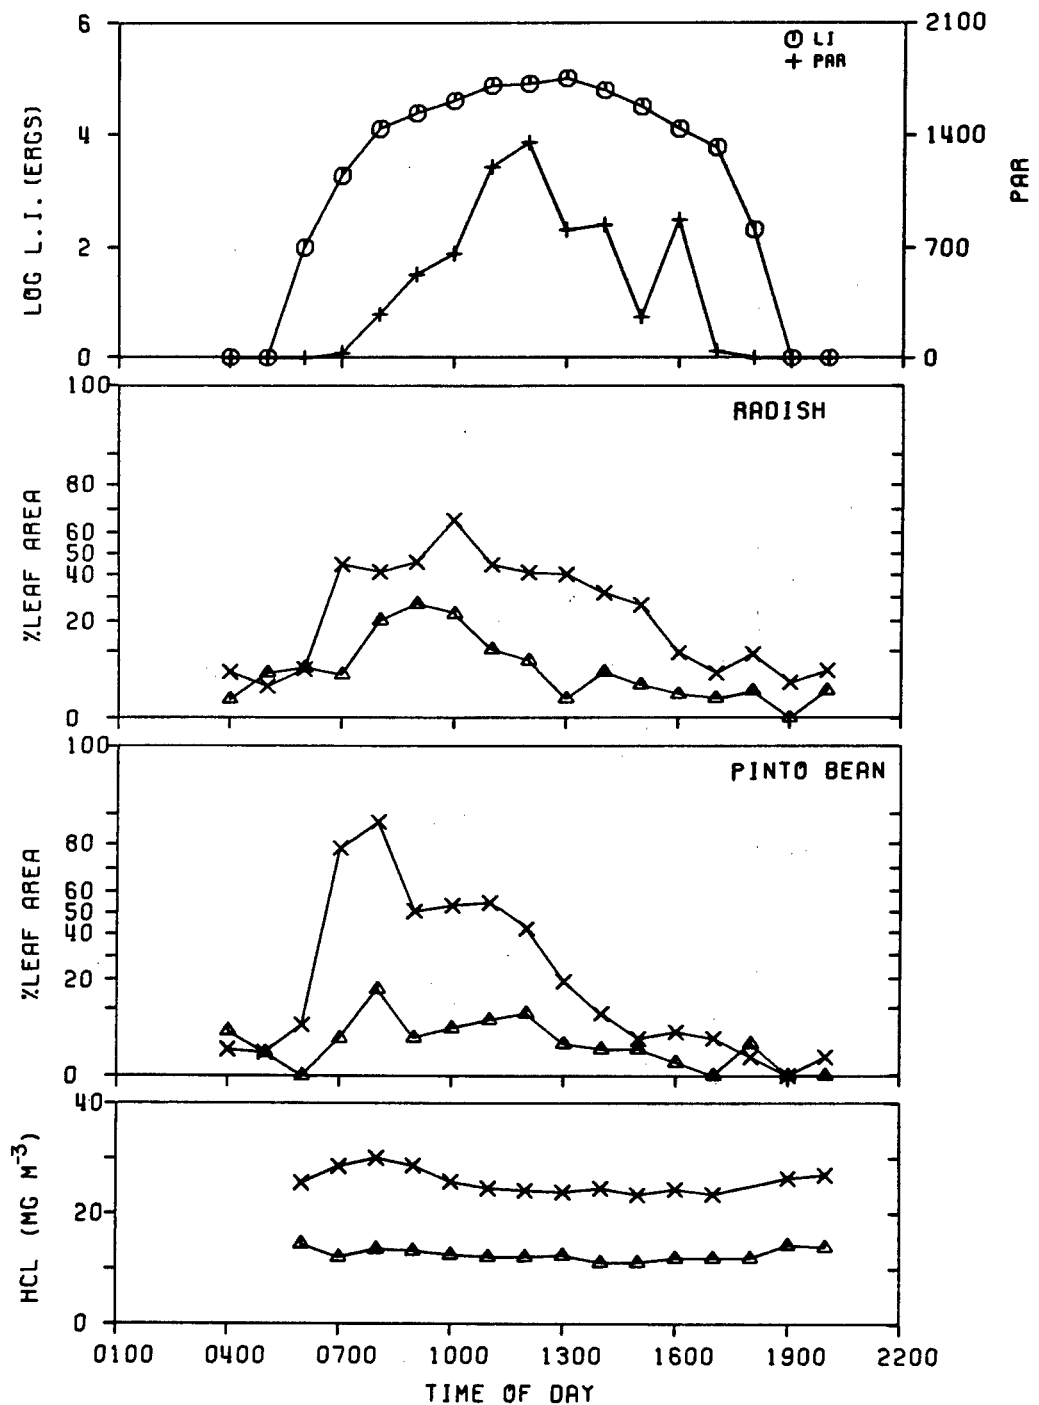 6
4
2
0
LOG L.I. (ERGS)
LI
PAR
2100
1400
700
0
PAR
RADISH
100
80
60
50
40
20
0
%LEAF AREA
PINTO BEAN
100
80
60
50
40
20
0
%LEAF AREA
40
20
0
HCL (MG M⁻³)
0100 0400 0700 1000 1300 1600 1900 2200
TIME OF DAY